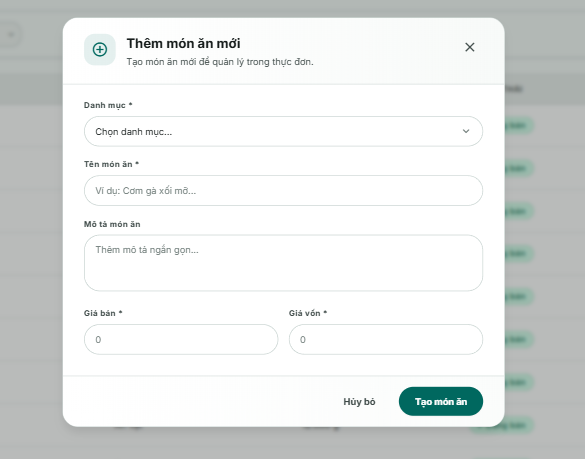 Thêm món ăn mới
Tạo món ăn mới để quản lý trong thực đơn.
Danh mục *
Chọn danh mục...
Tên món ăn *
Ví dụ: Cơm gà xối mỡ...
Mô tả món ăn
Thêm mô tả ngắn gọn...
Giá bán *
Giá vốn *
0
0
Hủy bỏ
Tạo món ăn